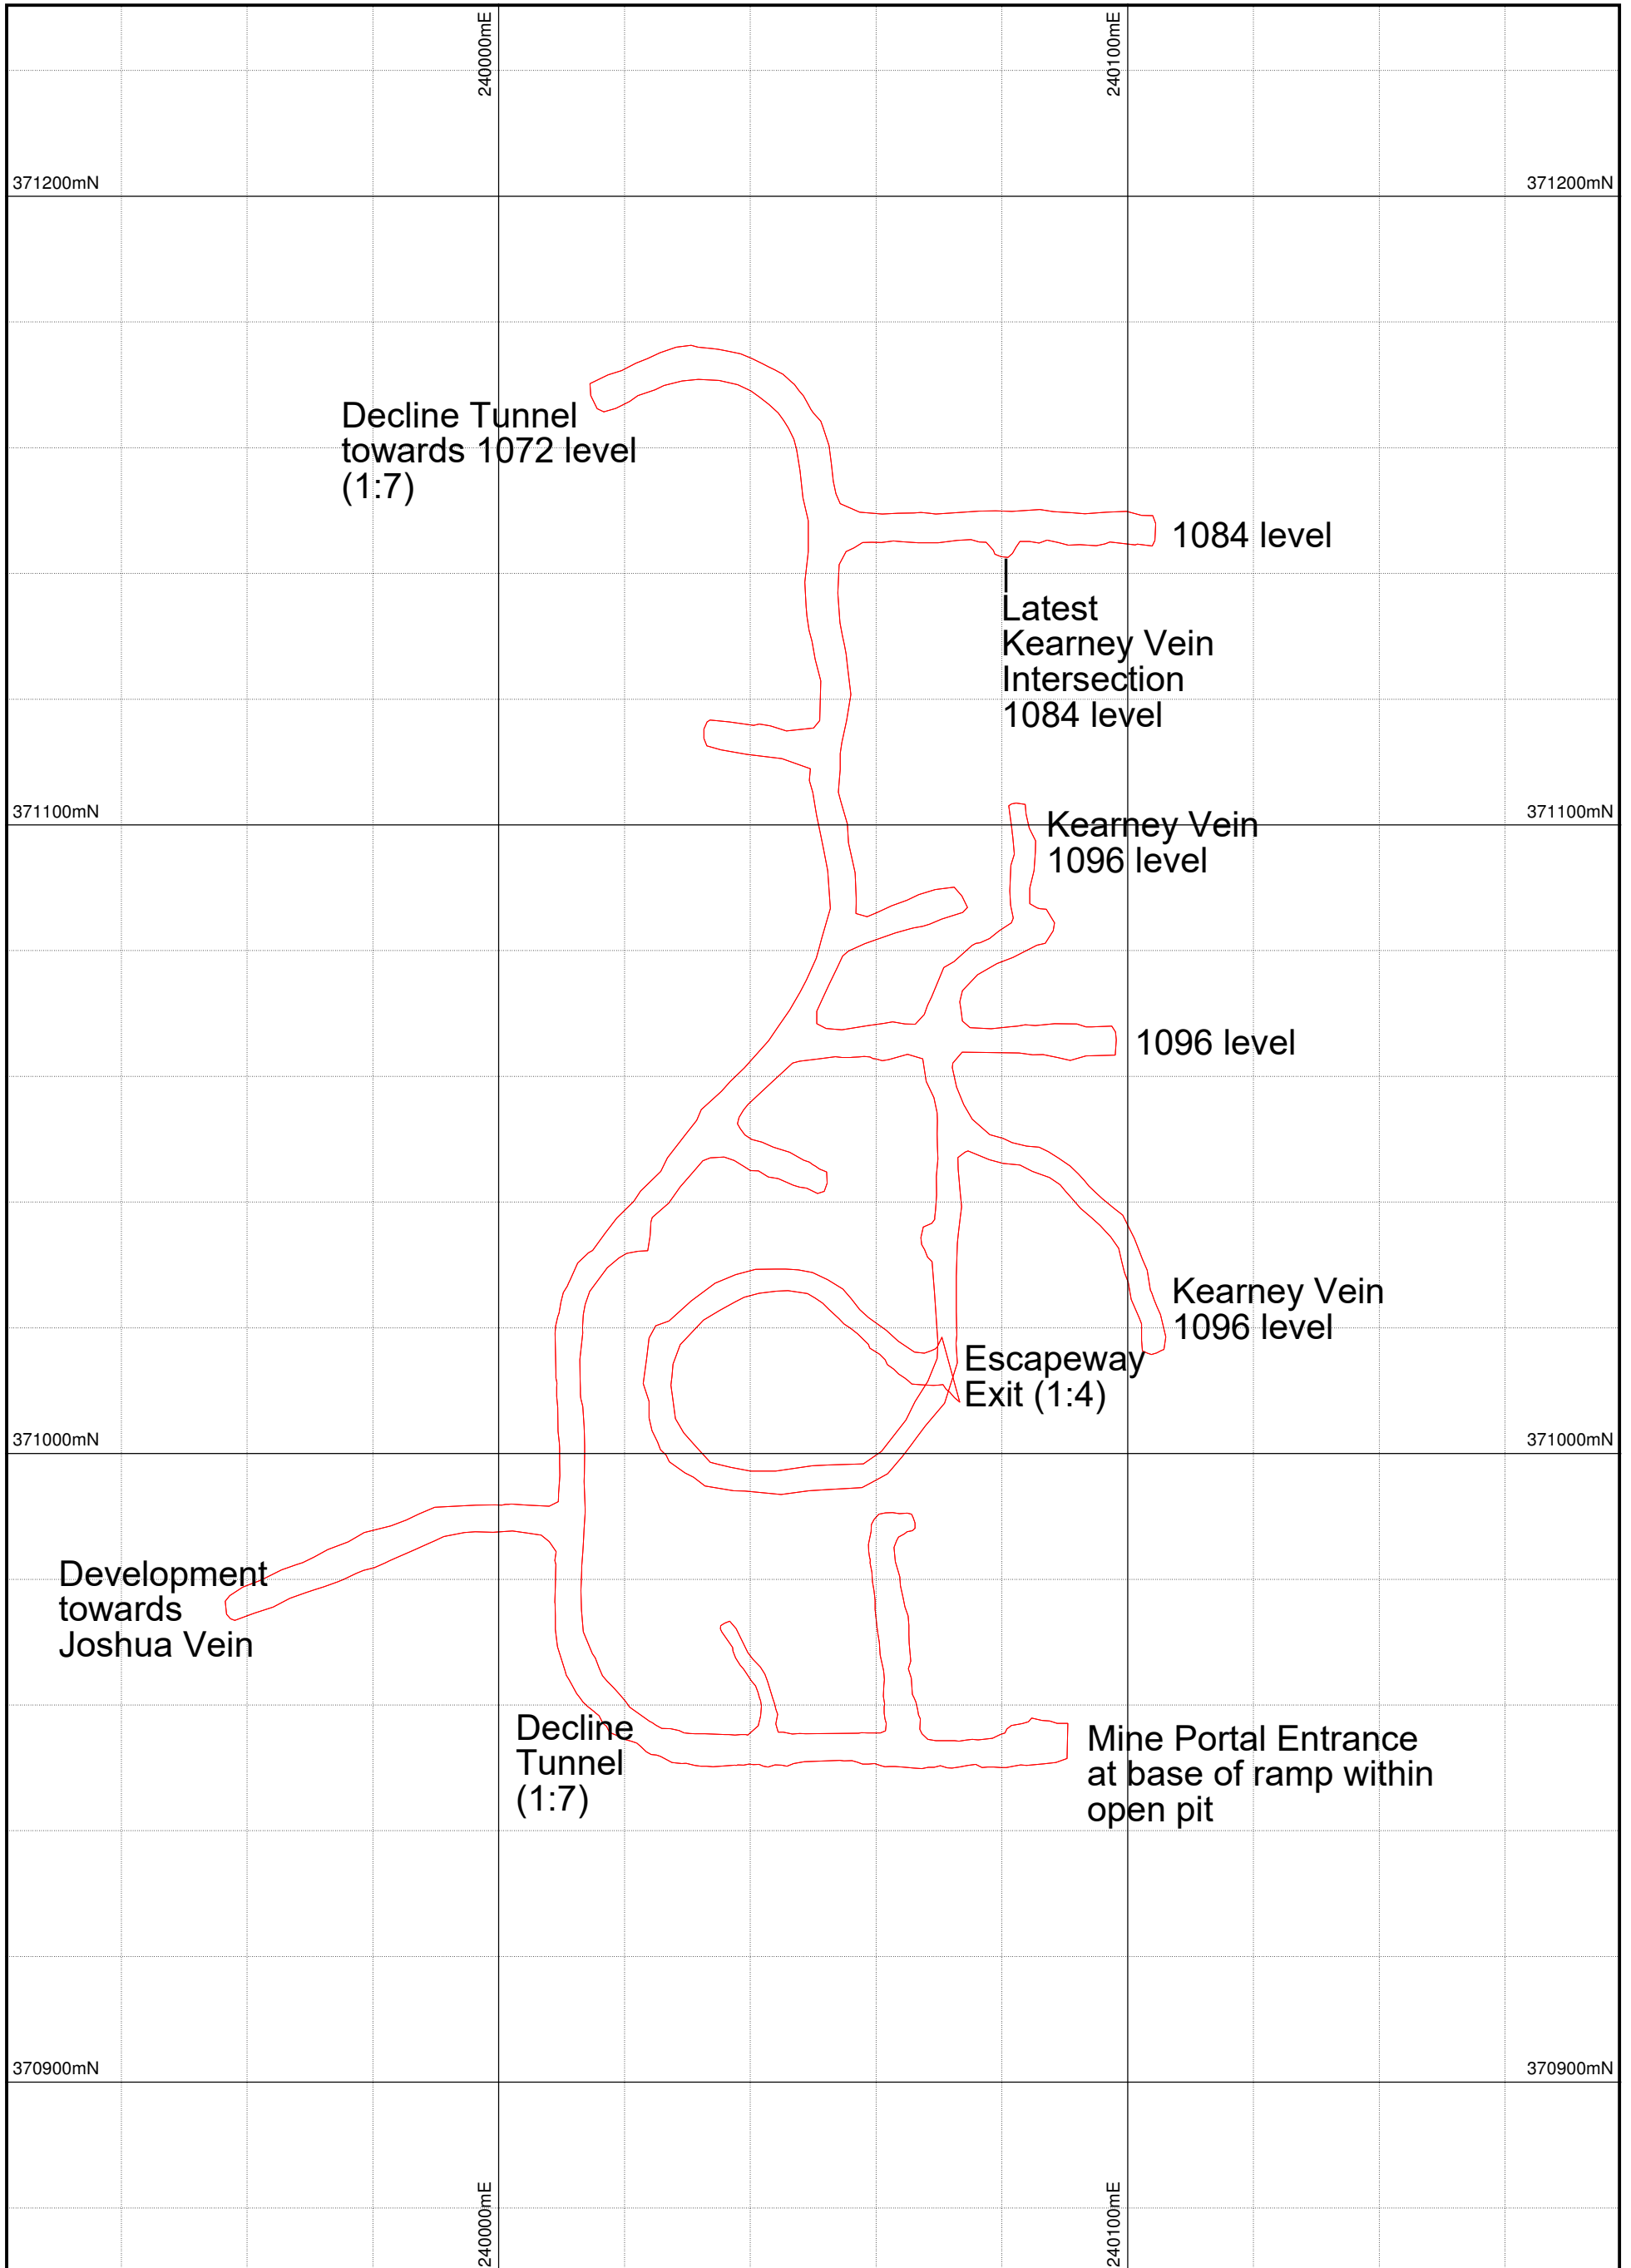 240000mE
240100mE
371200mN
371200mN
Decline Tunnel
towards 1072 level
(1:7)
1084 level
Latest
Kearney Vein
Intersection
1084 level
371100mN
371100mN
Kearney Vein
1096 level
1096 level
Kearney Vein
1096 level
Escapeway
Exit (1:4)
371000mN
371000mN
Development
towards
Joshua Vein
Decline
Tunnel
(1:7)
Mine Portal Entrance
at base of ramp within
open pit
370900mN
370900mN
240000mE
240100mE